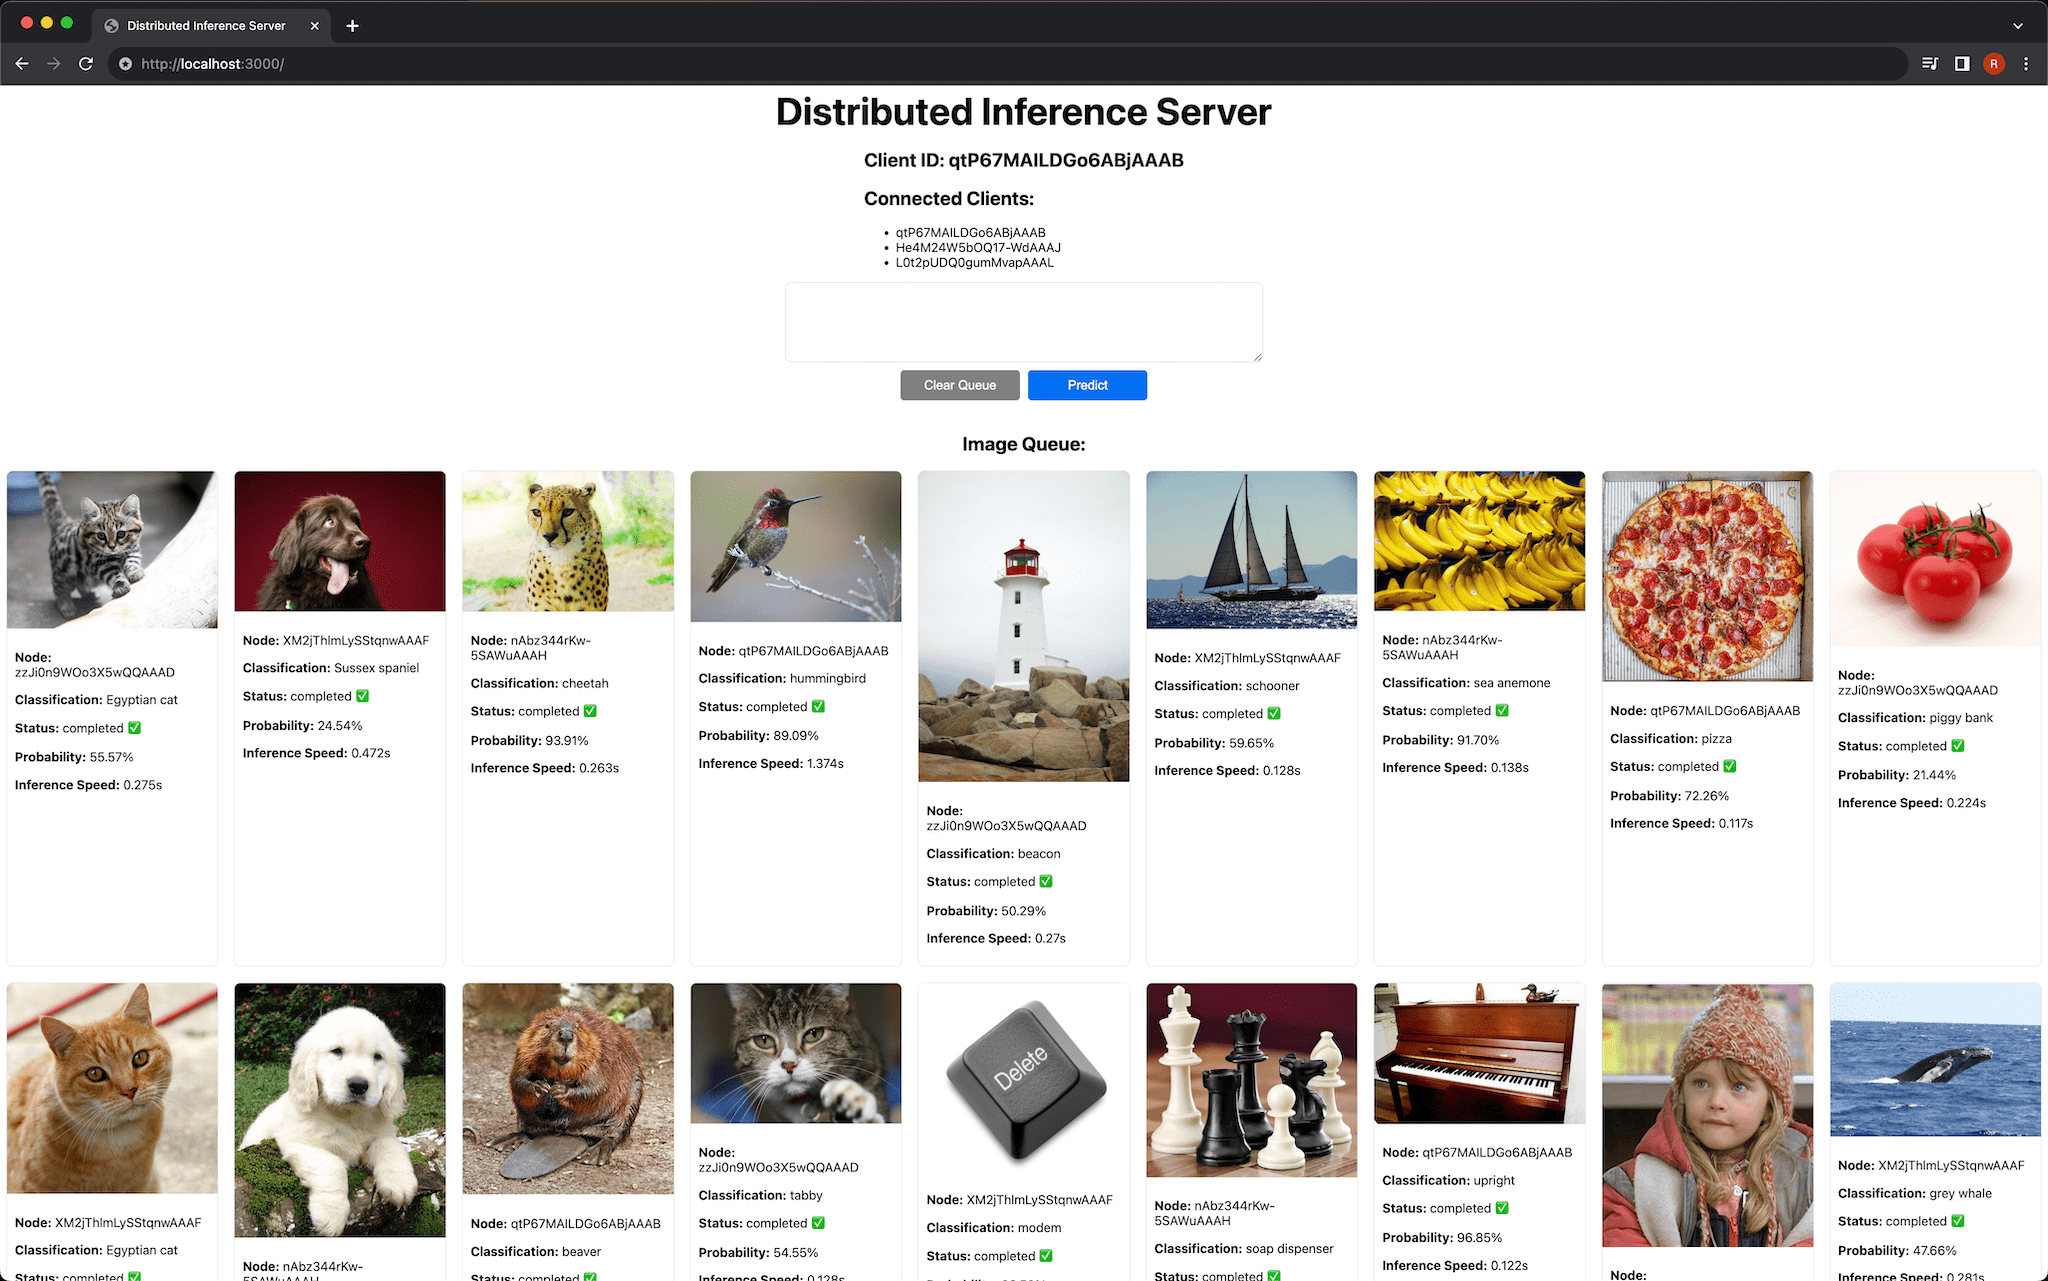 Distributed Inference Server
http://localhost:3000/
R
Distributed Inference Server
Client ID: qtP67MAILDGo6ABjAAAB
Connected Clients:
• qtP67MAILDGo6ABjAAAB
• He4M24W5bOQ17-WdAAAJ
• L0t2pUDQ0gumMvapAAAL
Clear Queue
Predict
Image Queue:
Node:
zzJi0n9WOo3X5wQQAAAD
Classification: Egyptian cat
Status: completed ✅
Probability: 55.57%
Inference Speed: 0.275s
Node: XM2jThlmLySStqnwAAAF
Classification: Sussex spaniel
Status: completed ✅
Probability: 24.54%
Inference Speed: 0.472s
Node: nAbz344rKw-
5SAWuAAAH
Classification: cheetah
Status: completed ✅
Probability: 93.91%
Inference Speed: 0.263s
Node: qtP67MAILDGo6ABjAAAB
Classification: hummingbird
Status: completed ✅
Probability: 89.09%
Inference Speed: 1.374s
Node:
zzJi0n9WOo3X5wQQAAAD
Classification: beacon
Status: completed ✅
Probability: 50.29%
Inference Speed: 0.27s
Node: XM2jThlmLySStqnwAAAF
Classification: schooner
Status: completed ✅
Probability: 59.65%
Inference Speed: 0.128s
Node: nAbz344rKw-
5SAWuAAAH
Classification: sea anemone
Status: completed ✅
Probability: 91.70%
Inference Speed: 0.138s
Node: qtP67MAILDGo6ABjAAAB
Classification: pizza
Status: completed ✅
Probability: 72.26%
Inference Speed: 0.117s
Node:
zzJi0n9WOo3X5wQQAAAD
Classification: piggy bank
Status: completed ✅
Probability: 21.44%
Inference Speed: 0.224s
Node: XM2jThlmLySStqnwAAAF
Classification: Egyptian cat
Status: completed ✅
Node: nAbz344rKw-
5SAWuAAAH
Node: qtP67MAILDGo6ABjAAAB
Classification: beaver
Status: completed ✅
Node:
zzJi0n9WOo3X5wQQAAAD
Classification: tabby
Status: completed ✅
Probability: 54.55%
Inference Speed: 0.128s
Delete
Node: XM2jThlmLySStqnwAAAF
Classification: modem
Status: completed ✅
Node: nAbz344rKw-
5SAWuAAAH
Classification: soap dispenser
Status: completed ✅
Node: qtP67MAILDGo6ABjAAAB
Classification: upright
Status: completed ✅
Probability: 96.85%
Inference Speed: 0.122s
Node:
Node: XM2jThlmLySStqnwAAAF
Classification: grey whale
Status: completed ✅
Probability: 47.66%
Inference Speed: 0.281s